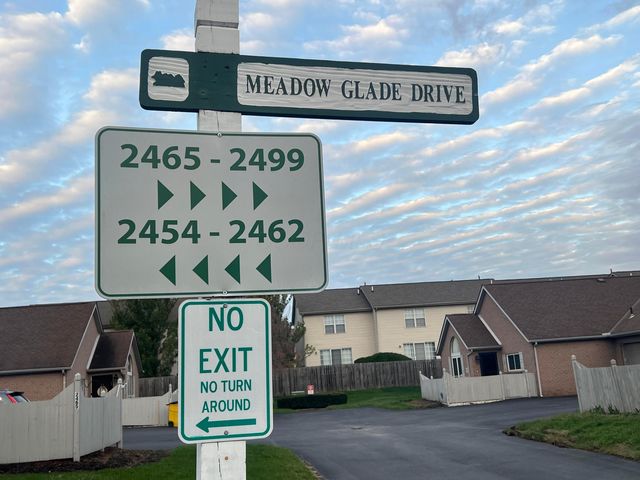 MEADOW GLADE DRIVE
2465 - 2499
2454 - 2462
NO
EXIT
NO TURN
AROUND